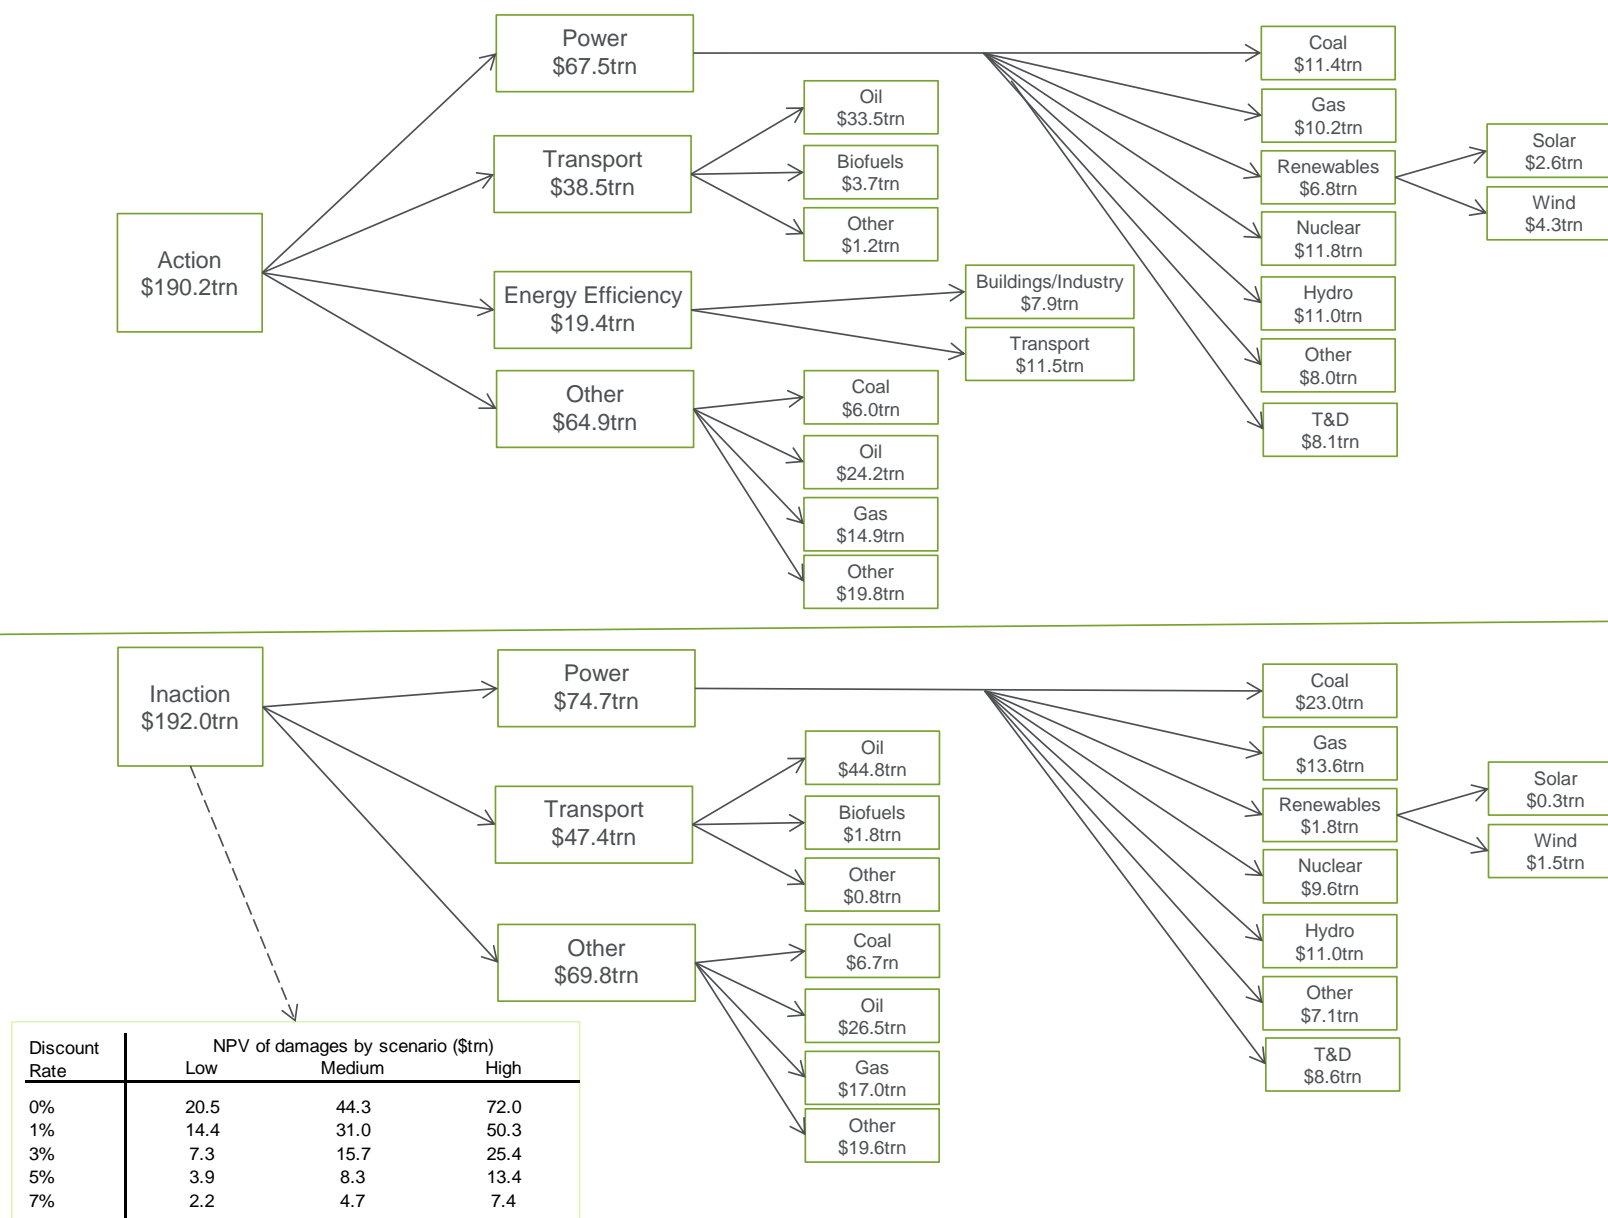 Action
$190.2trn
Power
$67.5trn
Transport
$38.5trn
Energy Efficiency
$19.4trn
Other
$64.9trn
Oil
$33.5trn
Biofuels
$3.7trn
Other
$1.2trn
Buildings/Industry
$7.9trn
Transport
$11.5trn
Coal
$6.0trn
Oil
$24.2trn
Gas
$14.9trn
Other
$19.8trn
Coal
$11.4trn
Gas
$10.2trn
Renewables
$6.8trn
Nuclear
$11.8trn
Hydro
$11.0trn
Other
$8.0trn
T&D
$8.1trn
Solar
$2.6trn
Wind
$4.3trn
Inaction
$192.0trn
Power
$74.7trn
Transport
$47.4trn
Other
$69.8trn
Oil
$44.8trn
Biofuels
$1.8trn
Other
$0.8trn
Coal
$6.7rn
Oil
$26.5trn
Gas
$17.0trn
Other
$19.6trn
Coal
$23.0trn
Gas
$13.6trn
Renewables
$1.8trn
Nuclear
$9.6trn
Hydro
$11.0trn
Other
$7.1trn
T&D
$8.6trn
Solar
$0.3trn
Wind
$1.5trn
Discount NPV of damages by scenario ($trn)
Rate Low Medium High
0% 20.5 44.3 72.0
1% 14.4 31.0 50.3
3% 7.3 15.7 25.4
5% 3.9 8.3 13.4
7% 2.2 4.7 7.4